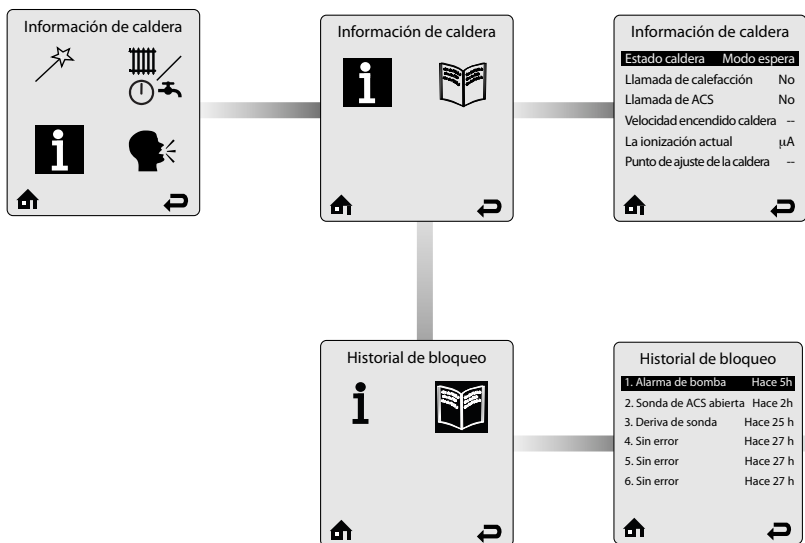 Información de caldera
Información de caldera
Información de caldera
Estado caldera Modo espera
Llamada de calefacción No
Llamada de ACS No
Velocidad encendido caldera --
La ionización actual µA
Punto de ajuste de la caldera --
Historial de bloqueo
Historial de bloqueo
1. Alarma de bomba Hace 5h
2. Sonda de ACS abierta Hace 2h
3. Deriva de sonda Hace 25 h
4. Sin error Hace 27 h
5. Sin error Hace 27 h
6. Sin error Hace 27 h